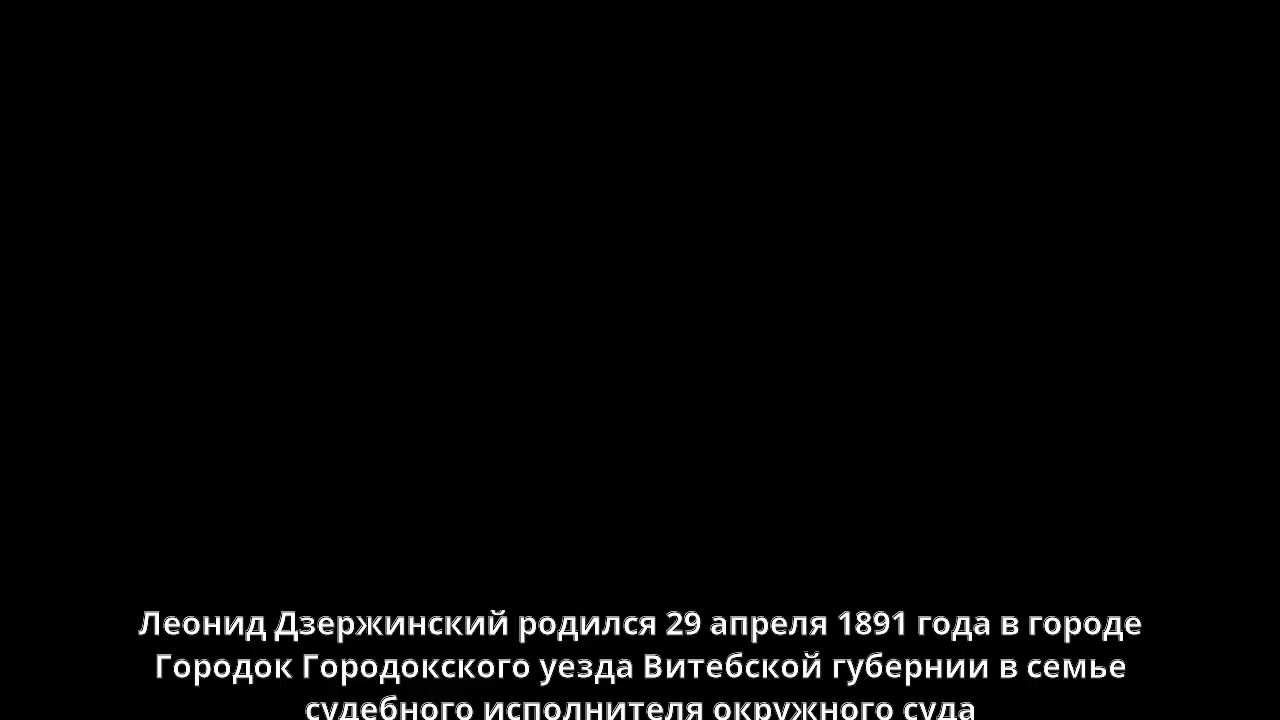 Леонид Дзержинский родился 29 апреля 1891 года в городе
Городок Городокского уезда Витебской губернии в семье
судебного исполнителя окружного суда